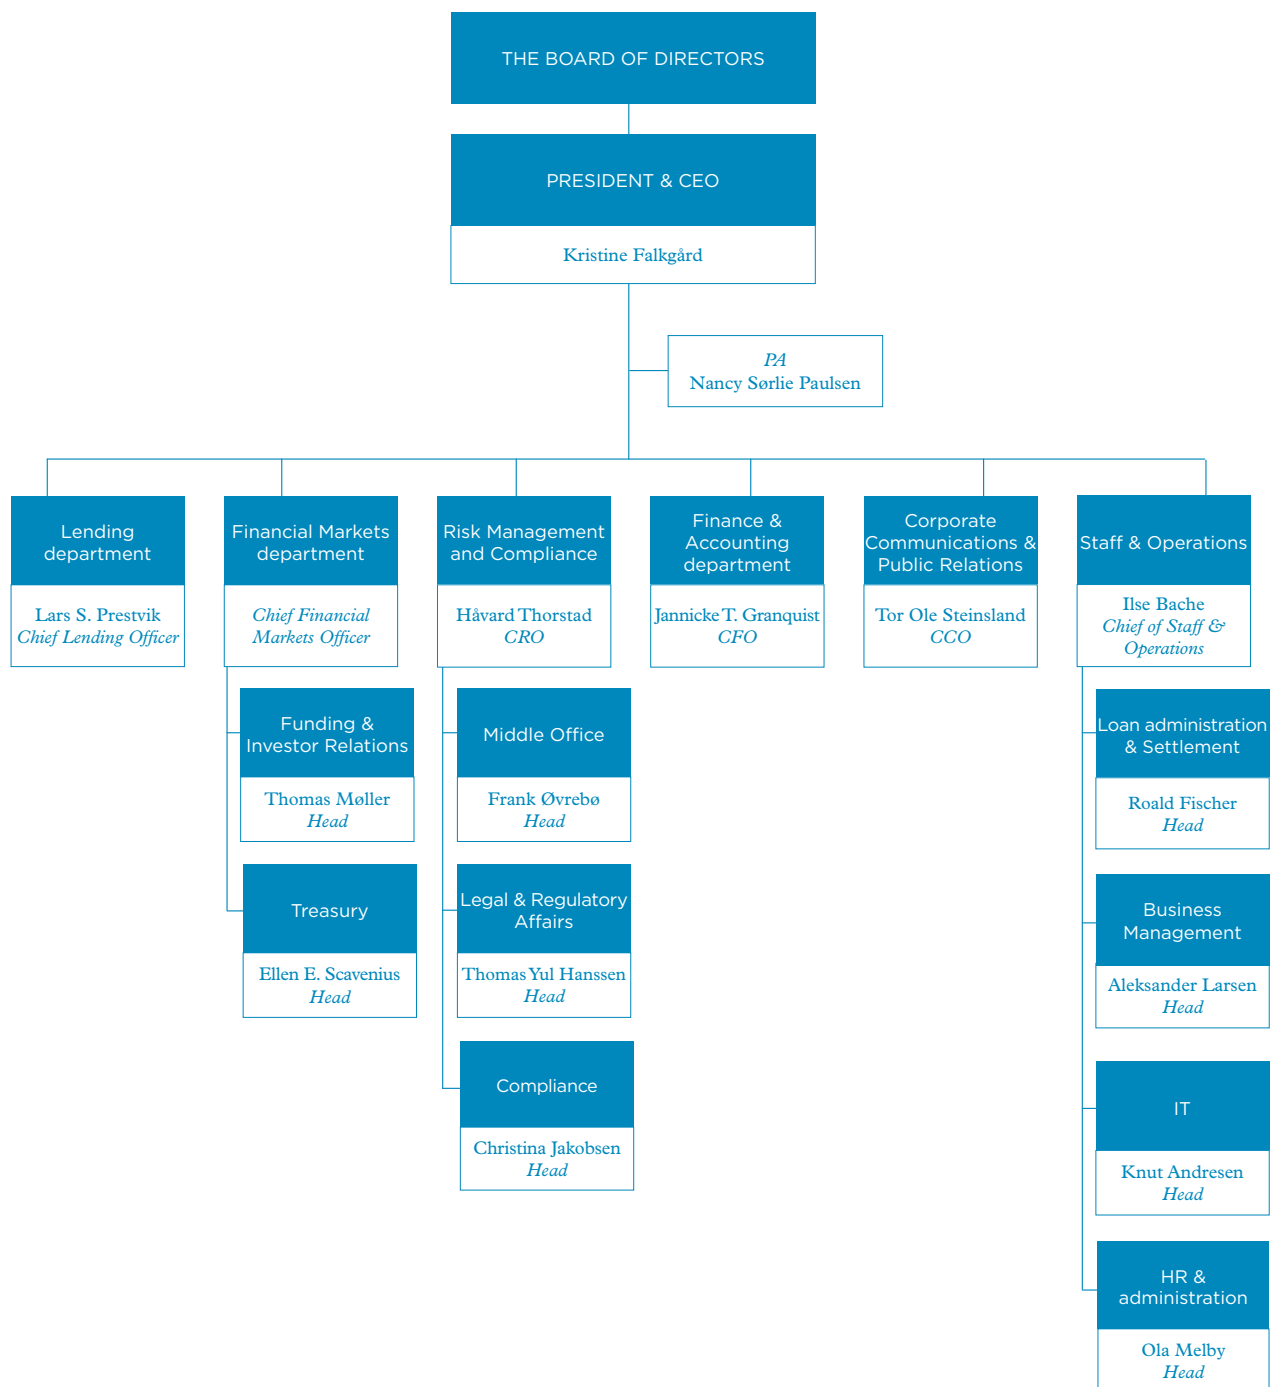 THE BOARD OF DIRECTORS
PRESIDENT & CEO
Kristine Falkgård
PA
Nancy Sørlie Paulsen
Lending
department
Lars S. Prestvik
Chief Lending Officer
Financial Markets
department
Chief Financial
Markets Officer
Funding &
Investor Relations
Thomas Møller
Head
Treasury
Ellen E. Scavenius
Head
Risk Management
and Compliance
Håvard Thorstad
CRO
Middle Office
Frank Øvrebø
Head
Legal & Regulatory
Affairs
Thomas Yul Hanssen
Head
Compliance
Christina Jakobsen
Head
Finance &
Accounting
department
Jannicke T. Granquist
CFO
Corporate
Communications &
Public Relations
Tor Ole Steinsland
CCO
Staff & Operations
Ilse Bache
Chief of Staff &
Operations
Loan administration
& Settlement
Roald Fischer
Head
Business
Management
Aleksander Larsen
Head
IT
Knut Andresen
Head
HR &
administration
Ola Melby
Head